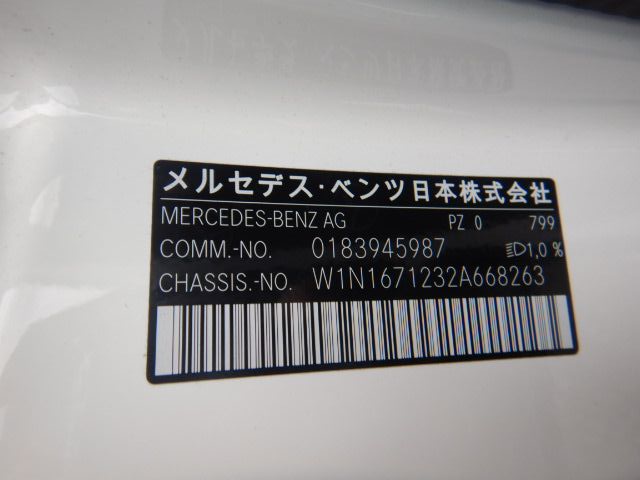 メルセデス・ベンツ日本株式会社
MERCEDES-BENZ AG PZ 0 799
COMM.-NO. 0183945987 1,0 %
CHASSIS.-NO. W1N1671232A668263